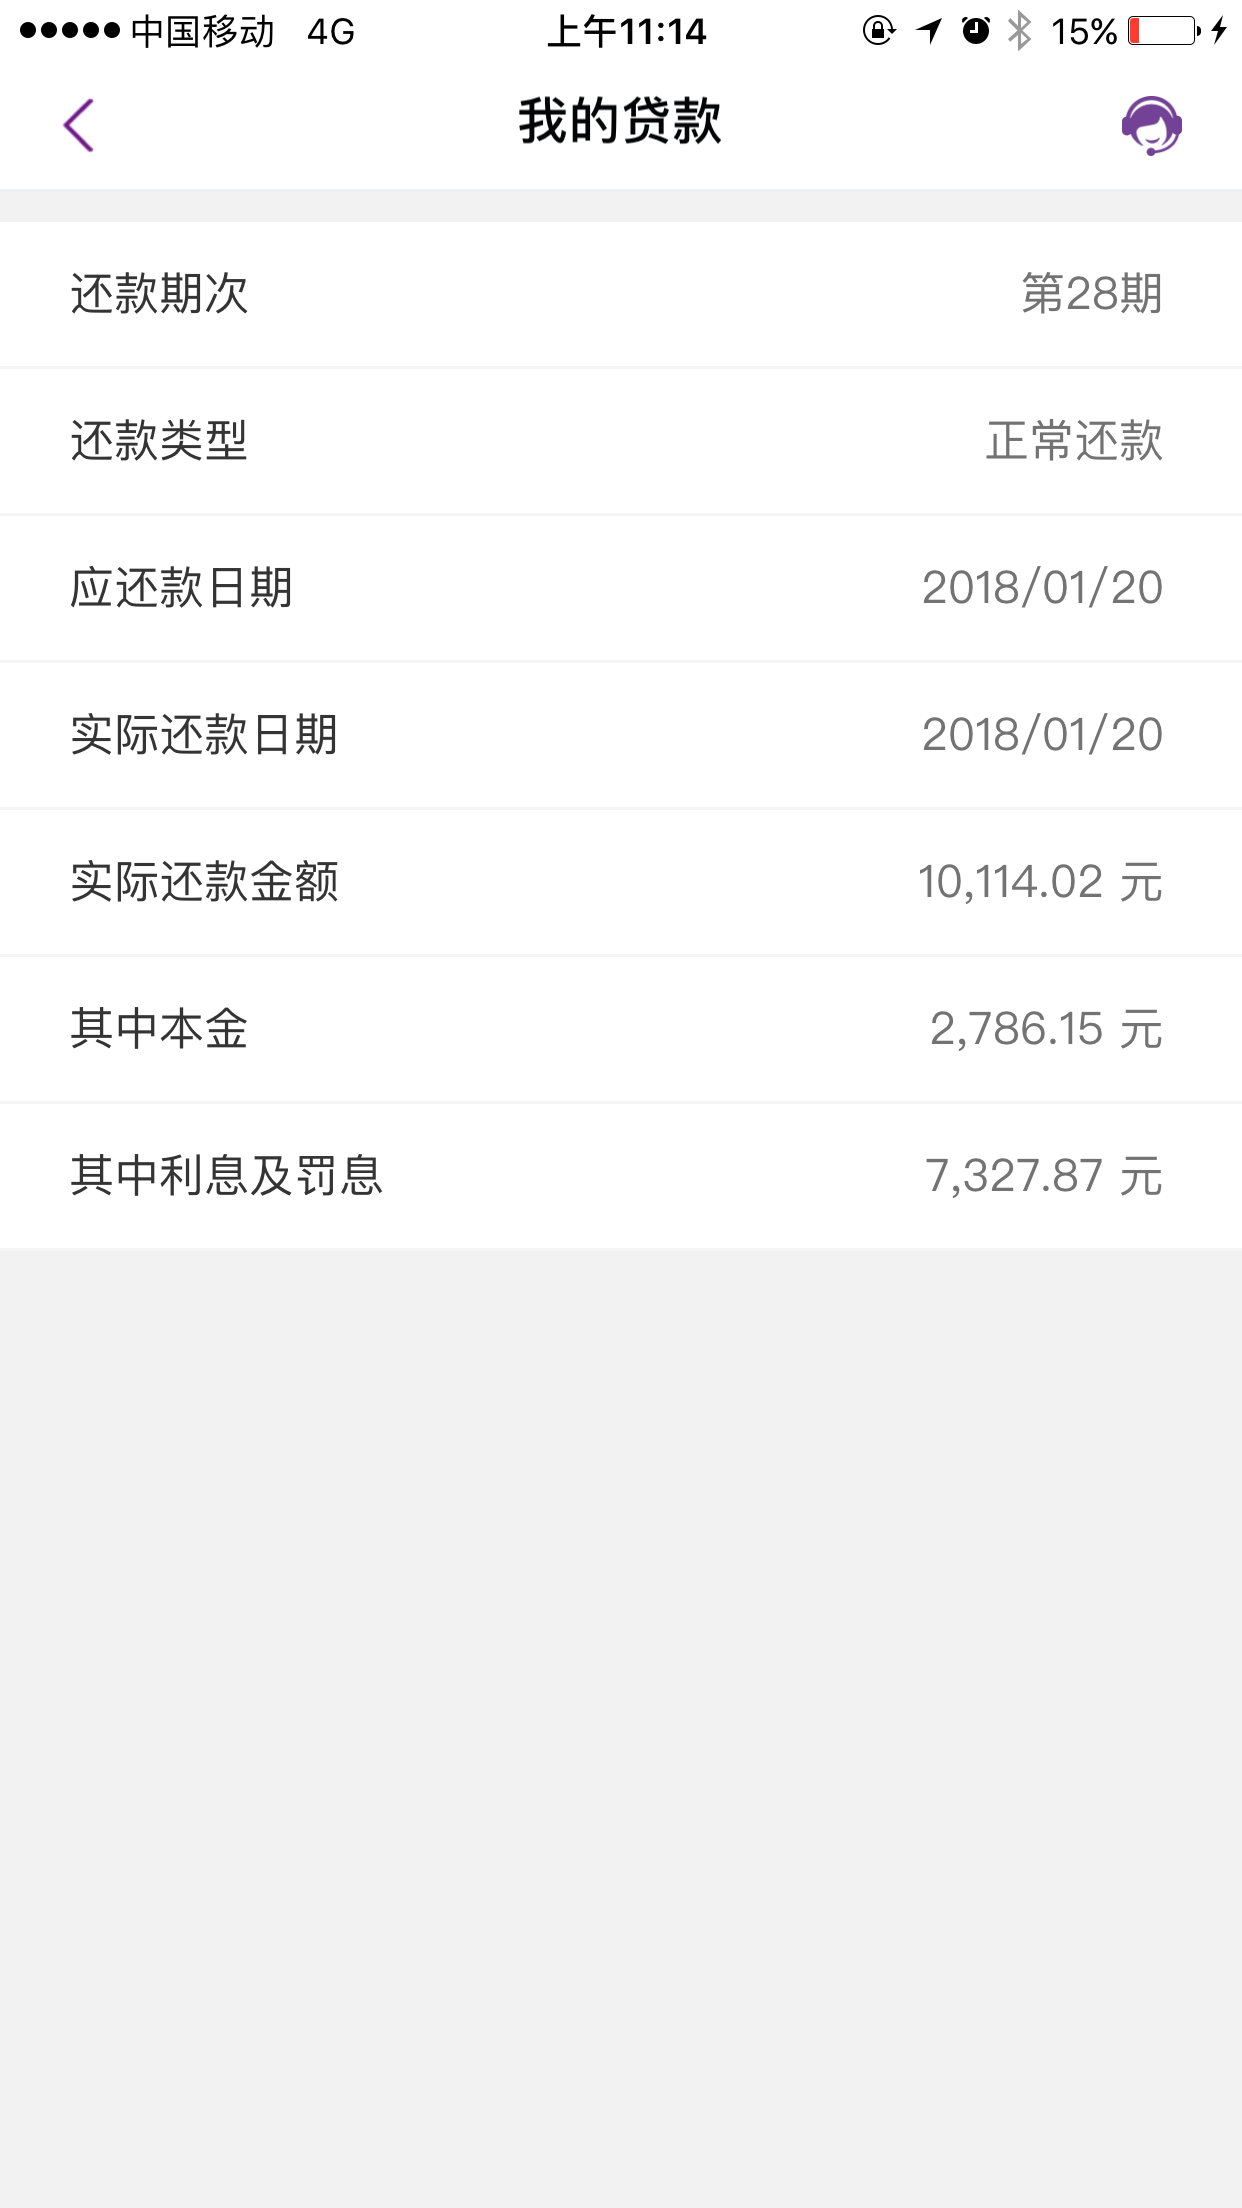 中国移动 4G 上午11:14 15%
我的贷款
还款期次 第28期
还款类型 正常还款
应还款日期 2018/01/20
实际还款日期 2018/01/20
实际还款金额 10,114.02 元
其中本金 2,786.15 元
其中利息及罚息 7,327.87 元